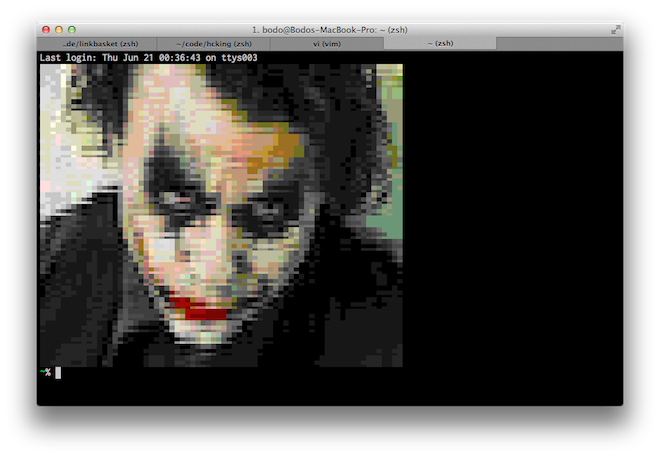 1. bodo@Bodos-MacBook-Pro: ~ (zsh)
..de/linkbasket (zsh) ~/code/hcking (zsh) vi (vim) ~ (zsh)
Last login: Thu Jun 21 00:36:43 on ttys003
~%